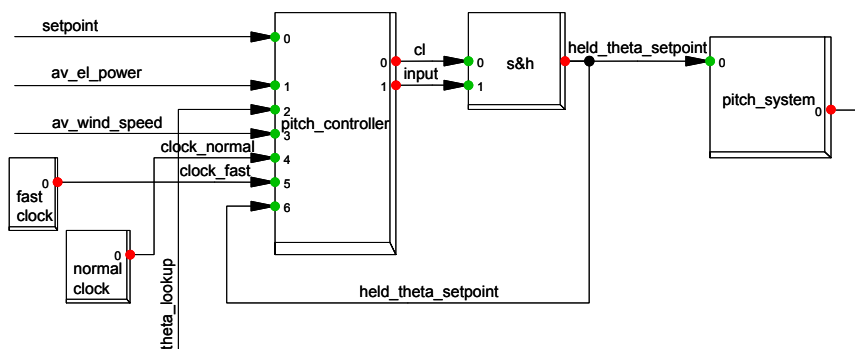 setpoint
0
av_el_power
1
2
av_wind_speed
3
pitch_controller
clock_normal
4
clock_fast
5
6
0
cl
0
1
input
1
s&h
held_theta_setpoint
0
pitch_system
0
0
fast
clock
0
normal
clock
theta_lookup
held_theta_setpoint